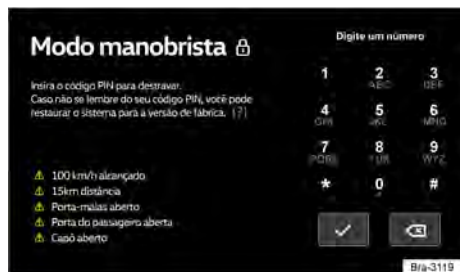 Modo manobrista
Insira o código PIN para destravar.
Caso não se lembre do seu código PIN, você pode
restaurar o sistema para a versão de fábrica. [?]
100 km/h alcançado
15km distância
Porta-malas aberto
Porta do passageiro aberta
Capô aberto
Digite um número
1 2 3
ABC DEF
4 5 6
GHI JKL MNO
7 8 9
PQRS TUV WYZ
* 0 #
Bra-3119